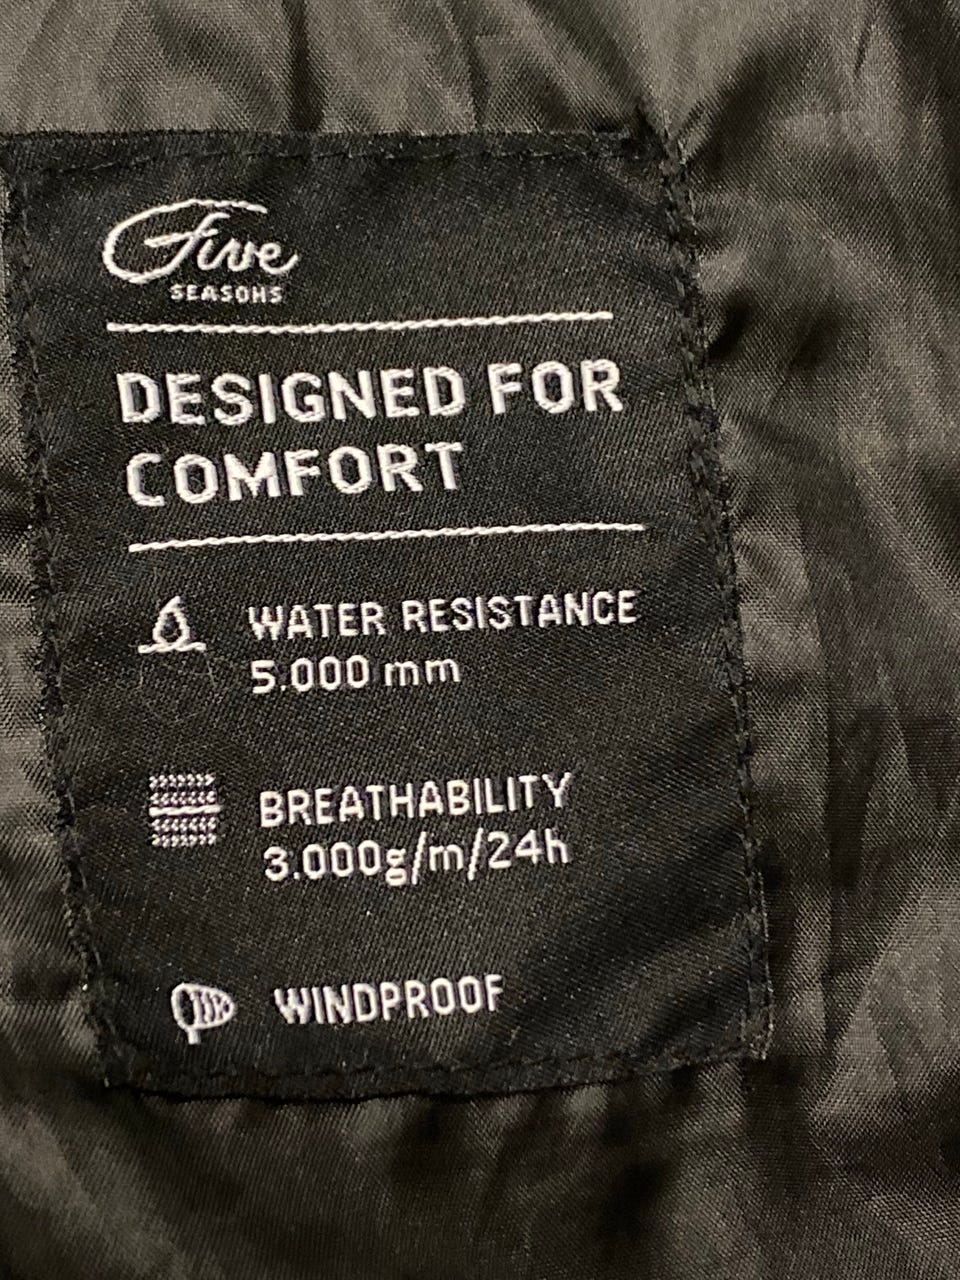 Five
SEASONS
DESIGNED FOR
COMFORT
WATER RESISTANCE
5.000 mm
BREATHABILITY
3.000g/m/24h
WINDPROOF